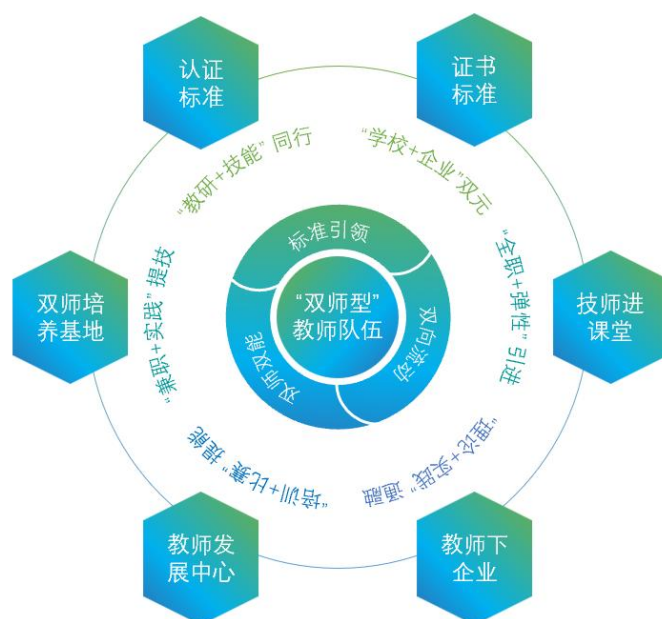 认证
标准
证书
标准
“教研+技能” 同行
“学校+企业”双元
标准引领
双师培
养基地
“兼职+实践” 提技
双师双能
“双师型”
教师队伍
双向流动
“全职+弹性” 引进
技师进
课堂
“培训+比赛” 提能
“理论+实践” 通融
教师发
展中心
教师下
企业